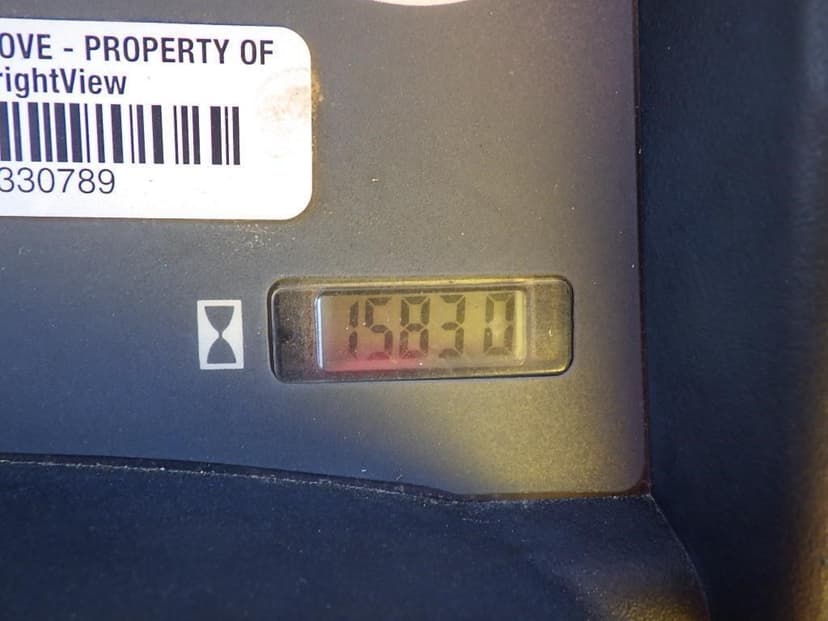 OVE - PROPERTY OF
rightView
330789
15830